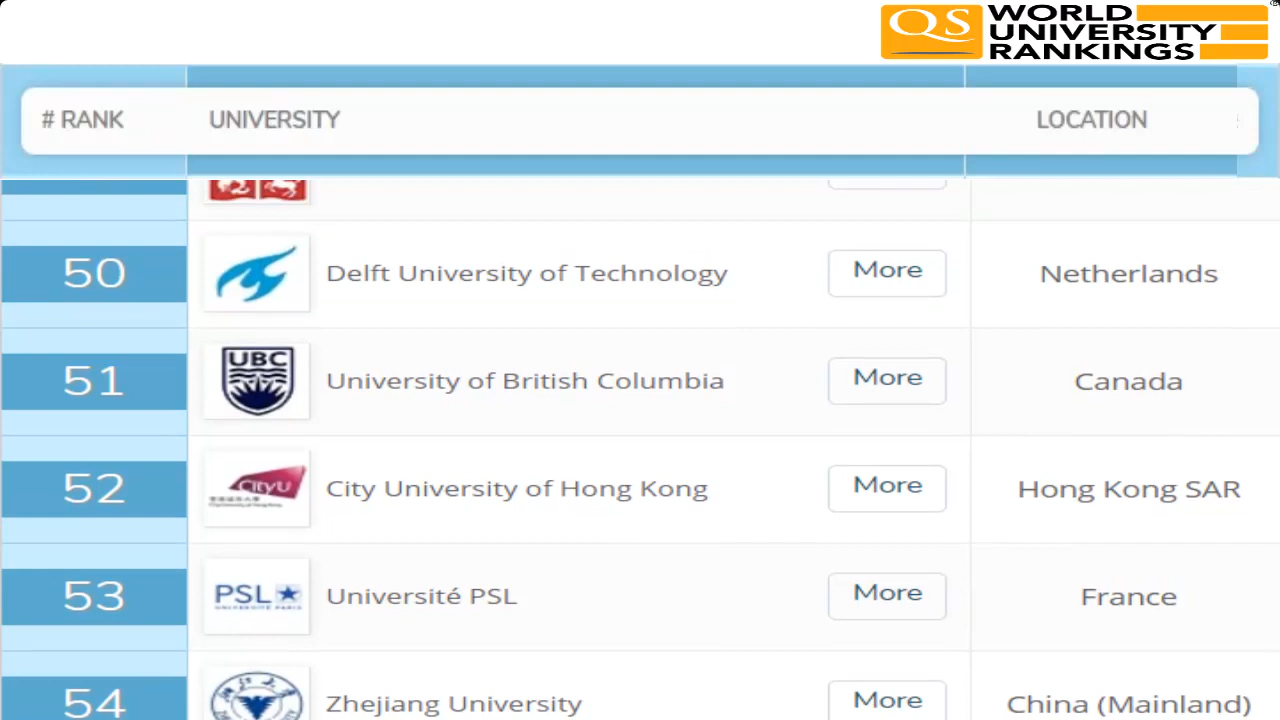 QS WORLD
UNIVERSITY
RANKINGS
# RANK UNIVERSITY LOCATION
50 Delft University of Technology More Netherlands
UBC
51 University of British Columbia More Canada
CityU
52 City University of Hong Kong More Hong Kong SAR
PSL
53 Université PSL More France
54 Zhejiang University More China (Mainland)